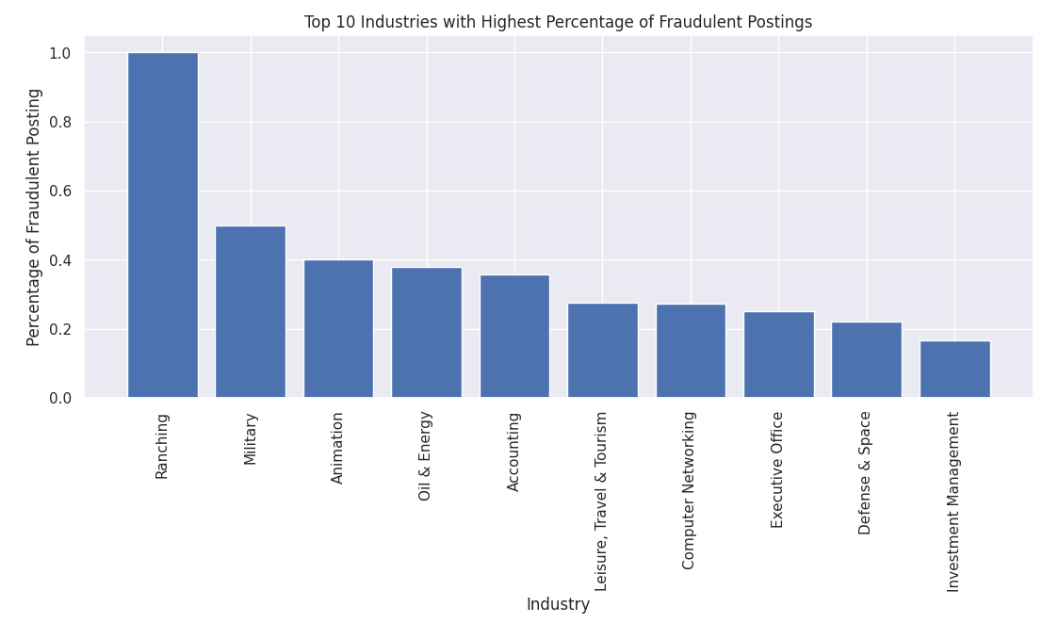 Top 10 Industries with Highest Percentage of Fraudulent Postings
Percentage of Fraudulent Posting
1.0
0.8
0.6
0.4
0.2
0.0
Ranching
Military
Animation
Oil & Energy
Accounting
Leisure, Travel & Tourism
Computer Networking
Executive Office
Defense & Space
Investment Management
Industry